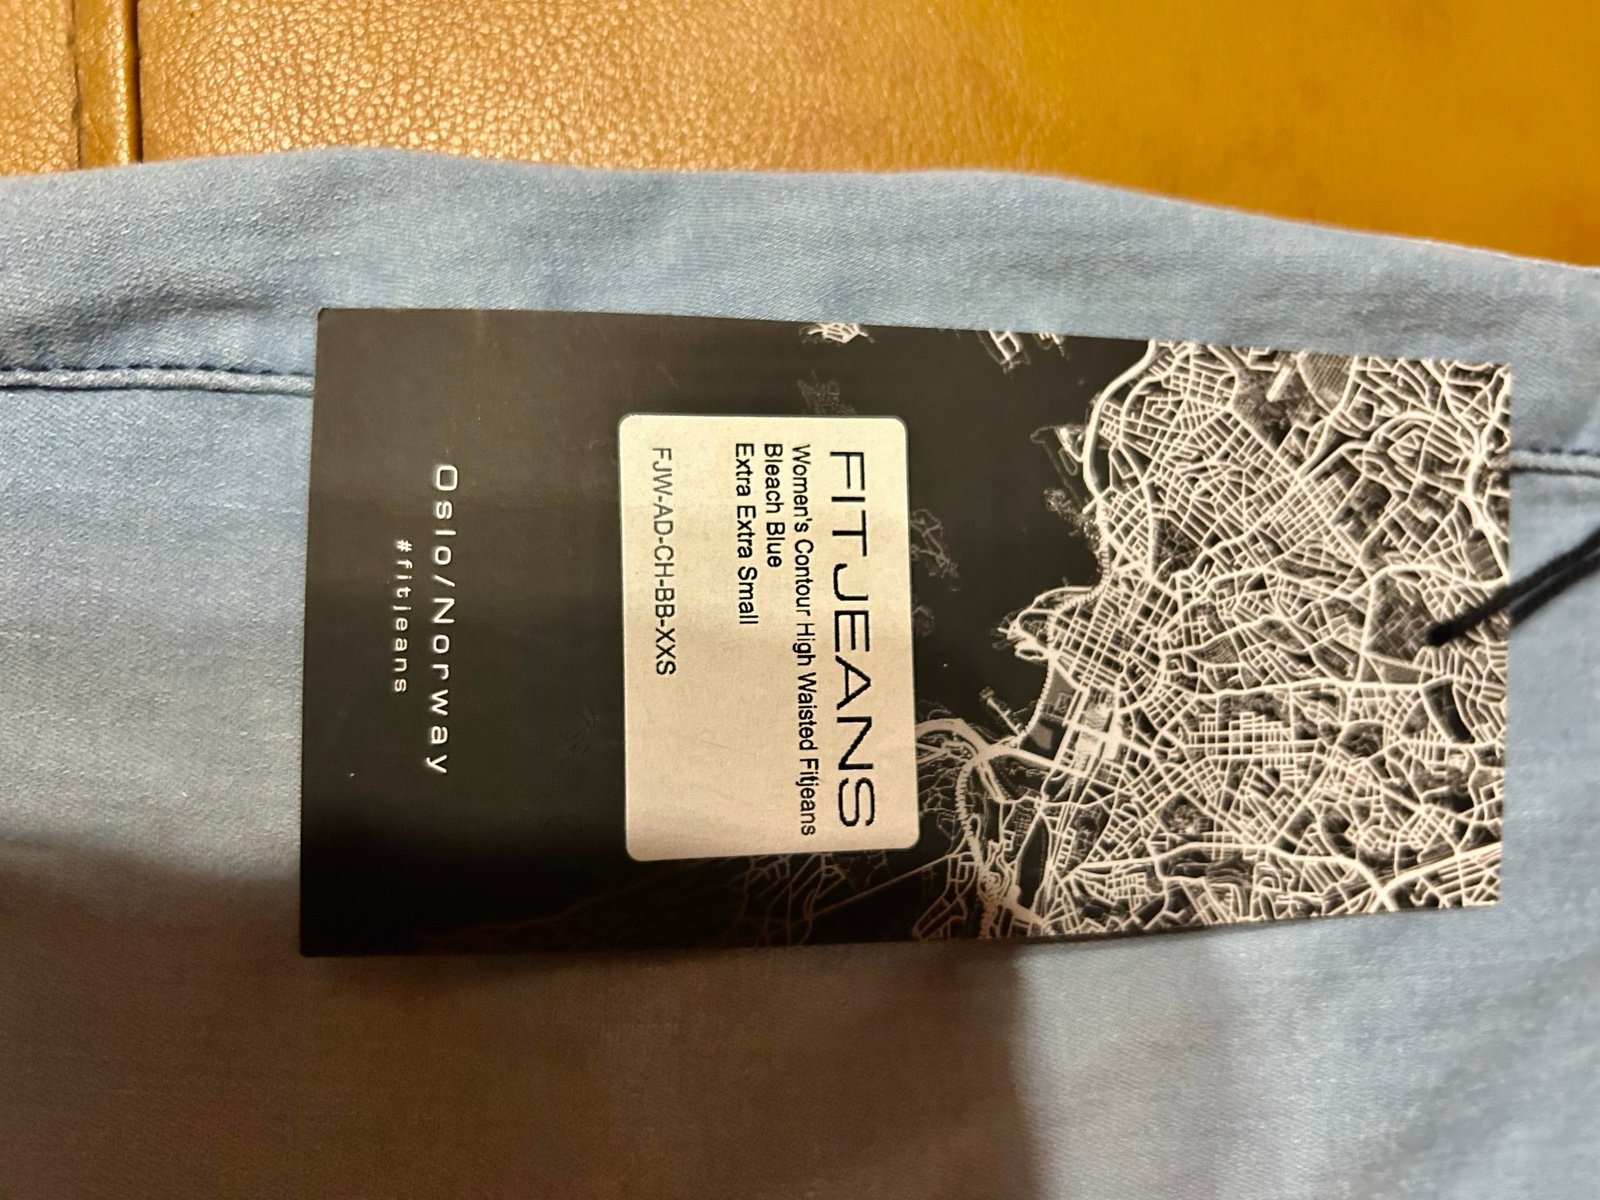 FITJEANS
Women's Contour High Waisted Fitjeans
Bleach Blue
Extra Extra Small
FJW-AD-CH-BB-XXS
Oslo/Norway
#fitjeans